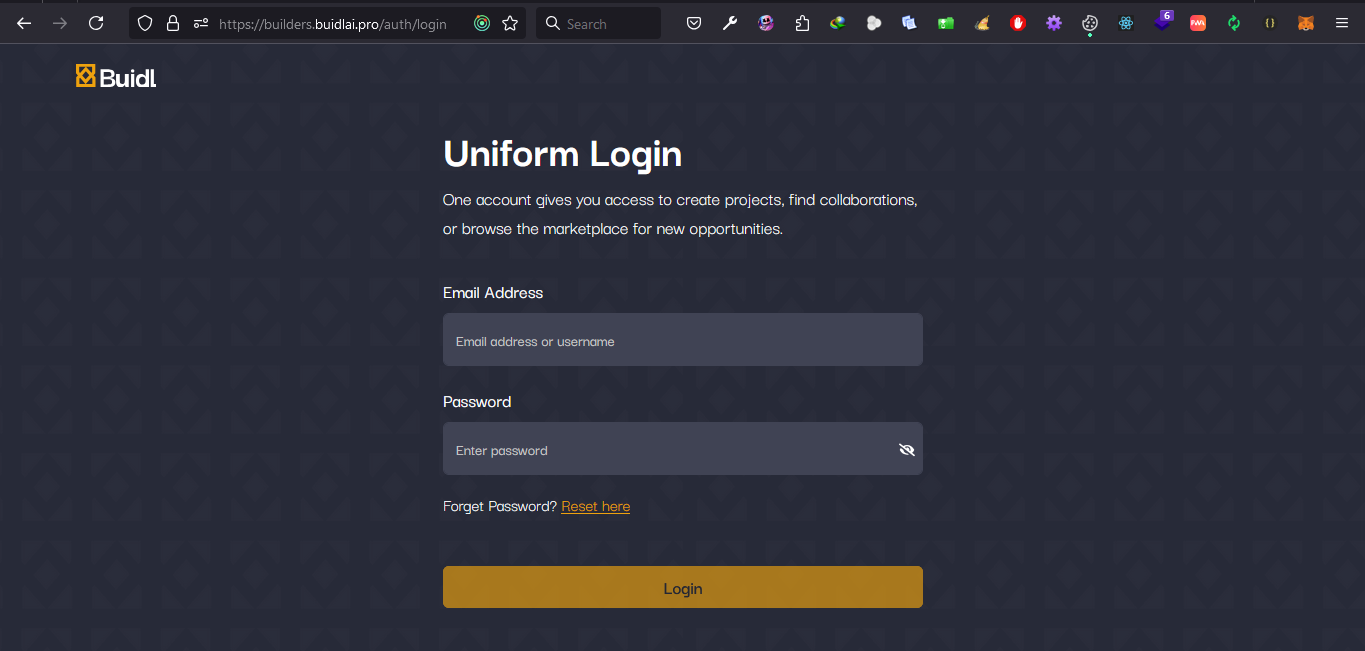 https://builders.buidlai.pro/auth/login
Search
6
PWA
{}
Buidl
Uniform Login
One account gives you access to create projects, find collaborations,
or browse the marketplace for new opportunities.
Email Address
Email address or username
Password
Enter password
Forget Password? Reset here
Login